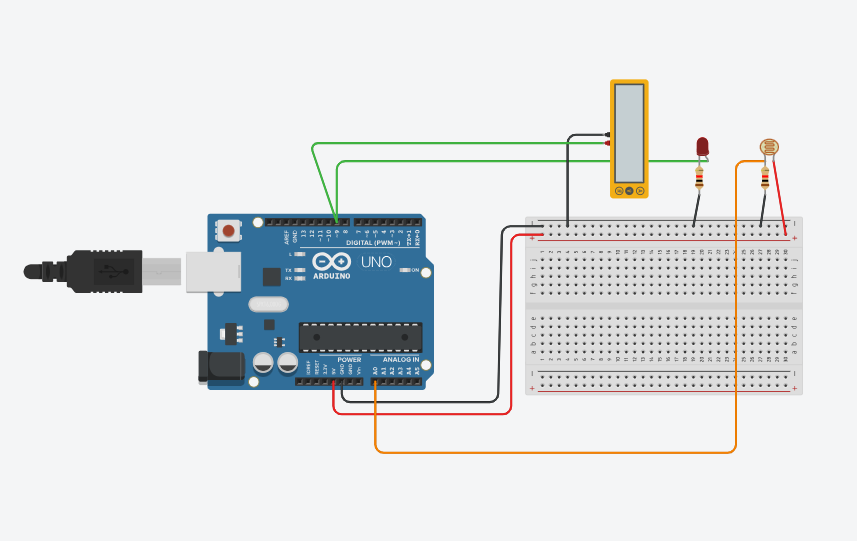 AREF
GND
13
12
~11
~10
~9
8
7
~6
~5
4
~3
2
TX→1
RX←0
DIGITAL (PWM~)
L
TX
RX
UNO
ARDUINO
ON
POWER
ANALOG IN
IOREF
RESET
3.3V
5V
GND
GND
Vin
A0
A1
A2
A3
A4
A5